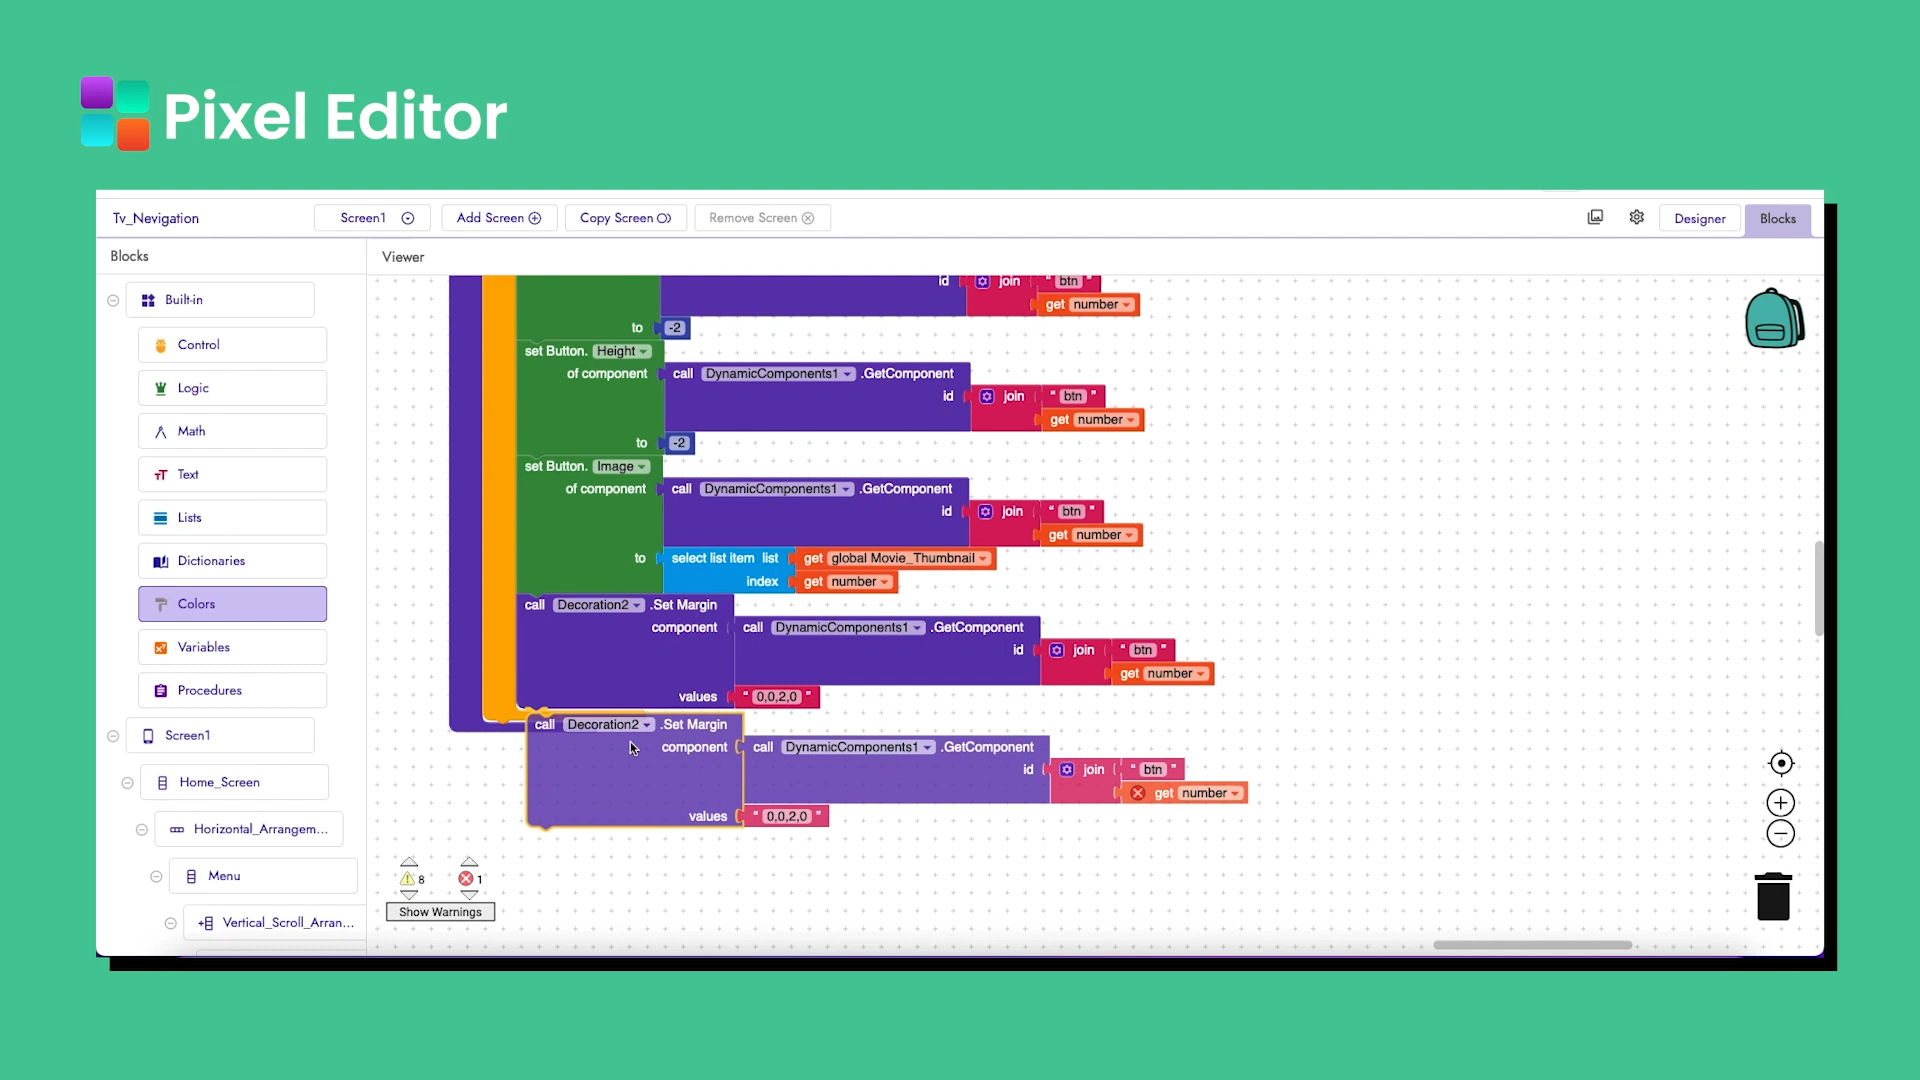 Pixel Editor
Tv_Nevigation
Screen1
Add Screen
Copy Screen
Remove Screen
Designer
Blocks
Blocks
Viewer
Built-in
Control
Logic
Math
Text
Lists
Dictionaries
Colors
Variables
Procedures
Screen1
Home_Screen
Horizontal_Arrangem...
Menu
Vertical_Scroll_Arran...
id join " btn "
get number
to -2
set Button. Height
of component call DynamicComponents1 .GetComponent
id join " btn "
get number
to -2
set Button. Image
of component call DynamicComponents1 .GetComponent
id join " btn "
get number
to select list item list get global Movie_Thumbnail
index get number
call Decoration2 .Set Margin
component call DynamicComponents1 .GetComponent
id join " btn "
get number
values " 0,0,2,0 "
call Decoration2 .Set Margin
component call DynamicComponents1 .GetComponent
id join " btn "
get number
values " 0,0,2,0 "
8 1
Show Warnings